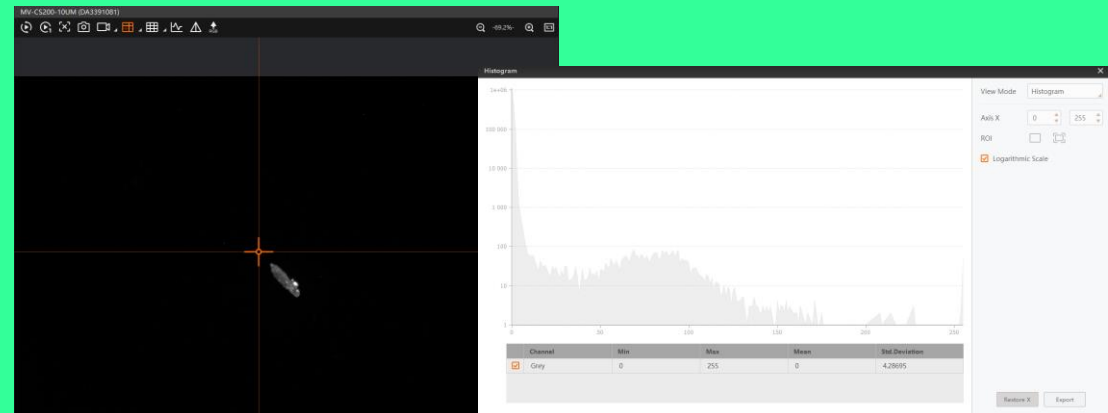 MV-CS200-10UM (DA3391081)
-69.2%-
1:1
Histogram
View Mode Histogram
Axis X 0 255
ROI
Logarithmic Scale
1e+06
100 000
10 000
1 000
100
10
1
0 50 100 150 200 250
Channel Min Max Mean Std.Deviation
Grey 0 255 0 4.28695
Restore X Export